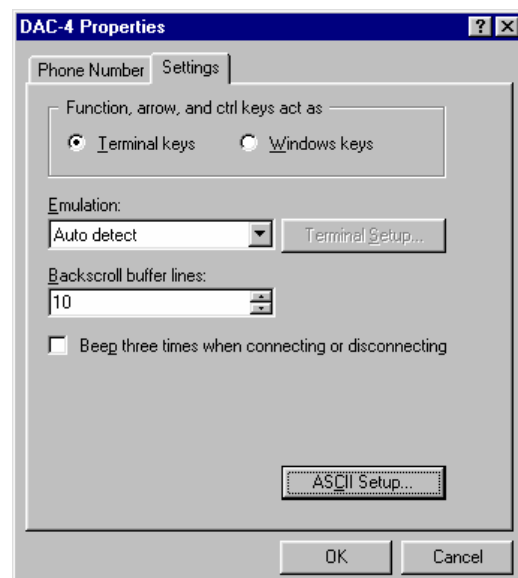 DAC-4 Properties
Phone Number Settings
Function, arrow, and ctrl keys act as
Terminal keys Windows keys
Emulation:
Auto detect Terminal Setup...
Backscroll buffer lines:
10
Beep three times when connecting or disconnecting
ASCII Setup...
OK Cancel